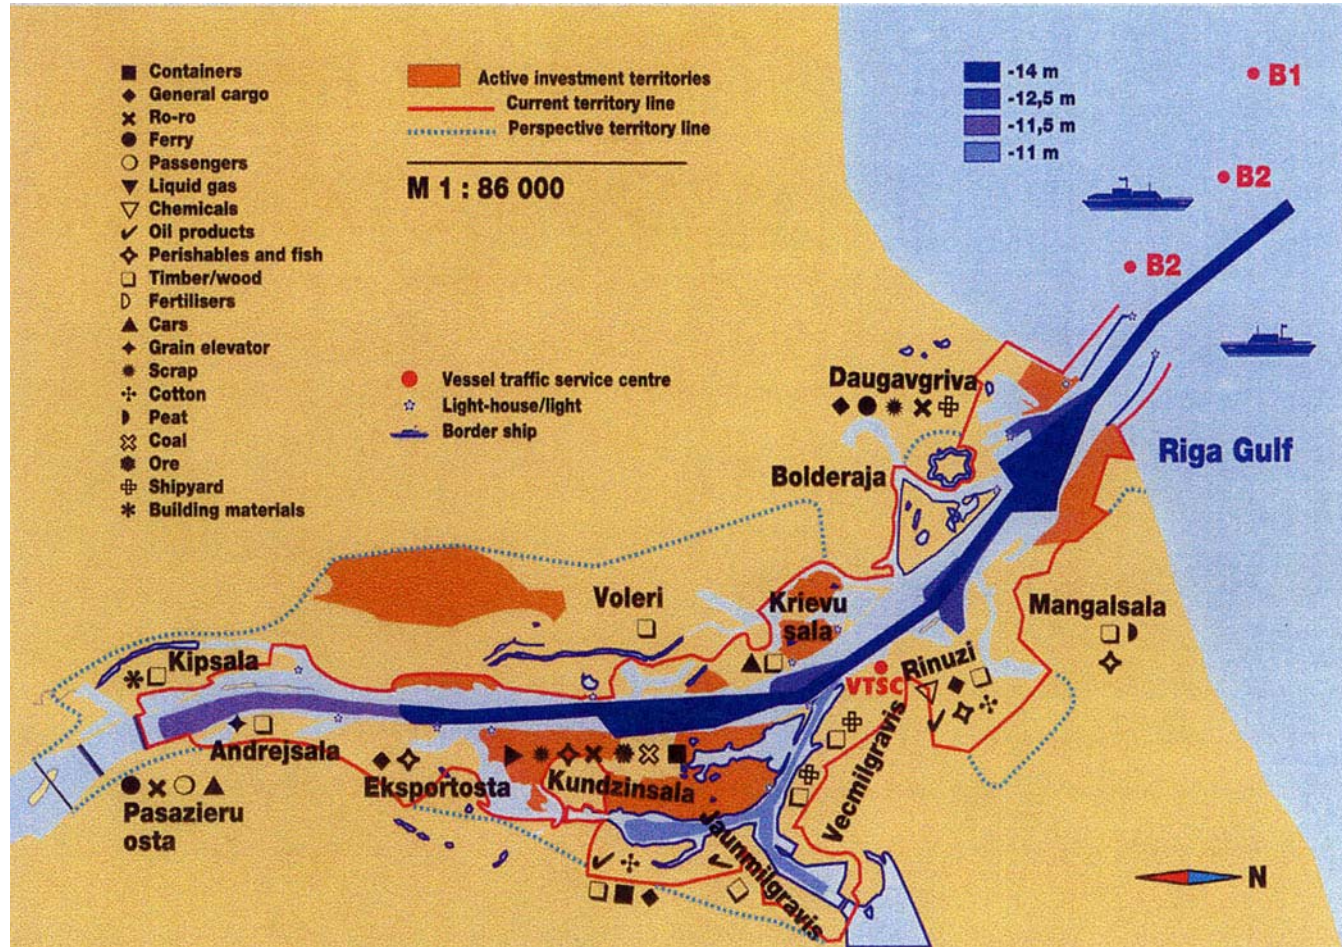 Containers
General cargo
Ro-ro
Ferry
Passengers
Liquid gas
Chemicals
Oil products
Perishables and fish
Timber/wood
Fertilisers
Cars
Grain elevator
Scrap
Cotton
Peat
Coal
Ore
Shipyard
Building materials
Active investment territories
Current territory line
Perspective territory line
M 1 : 86 000
Vessel traffic service centre
Light-house/light
Border ship
-14 m
-12,5 m
-11,5 m
-11 m
B1
B2
B2
Riga Gulf
Daugavgriva
Bolderaja
Mangalsala
Krievu
sala
Voleri
Kipsala
Rinuzi
VTSC
Andrejsala
Eksportosta
Kundzinsala
Vecmilgravis
Jaunmilgravis
Pasazieru
osta
N